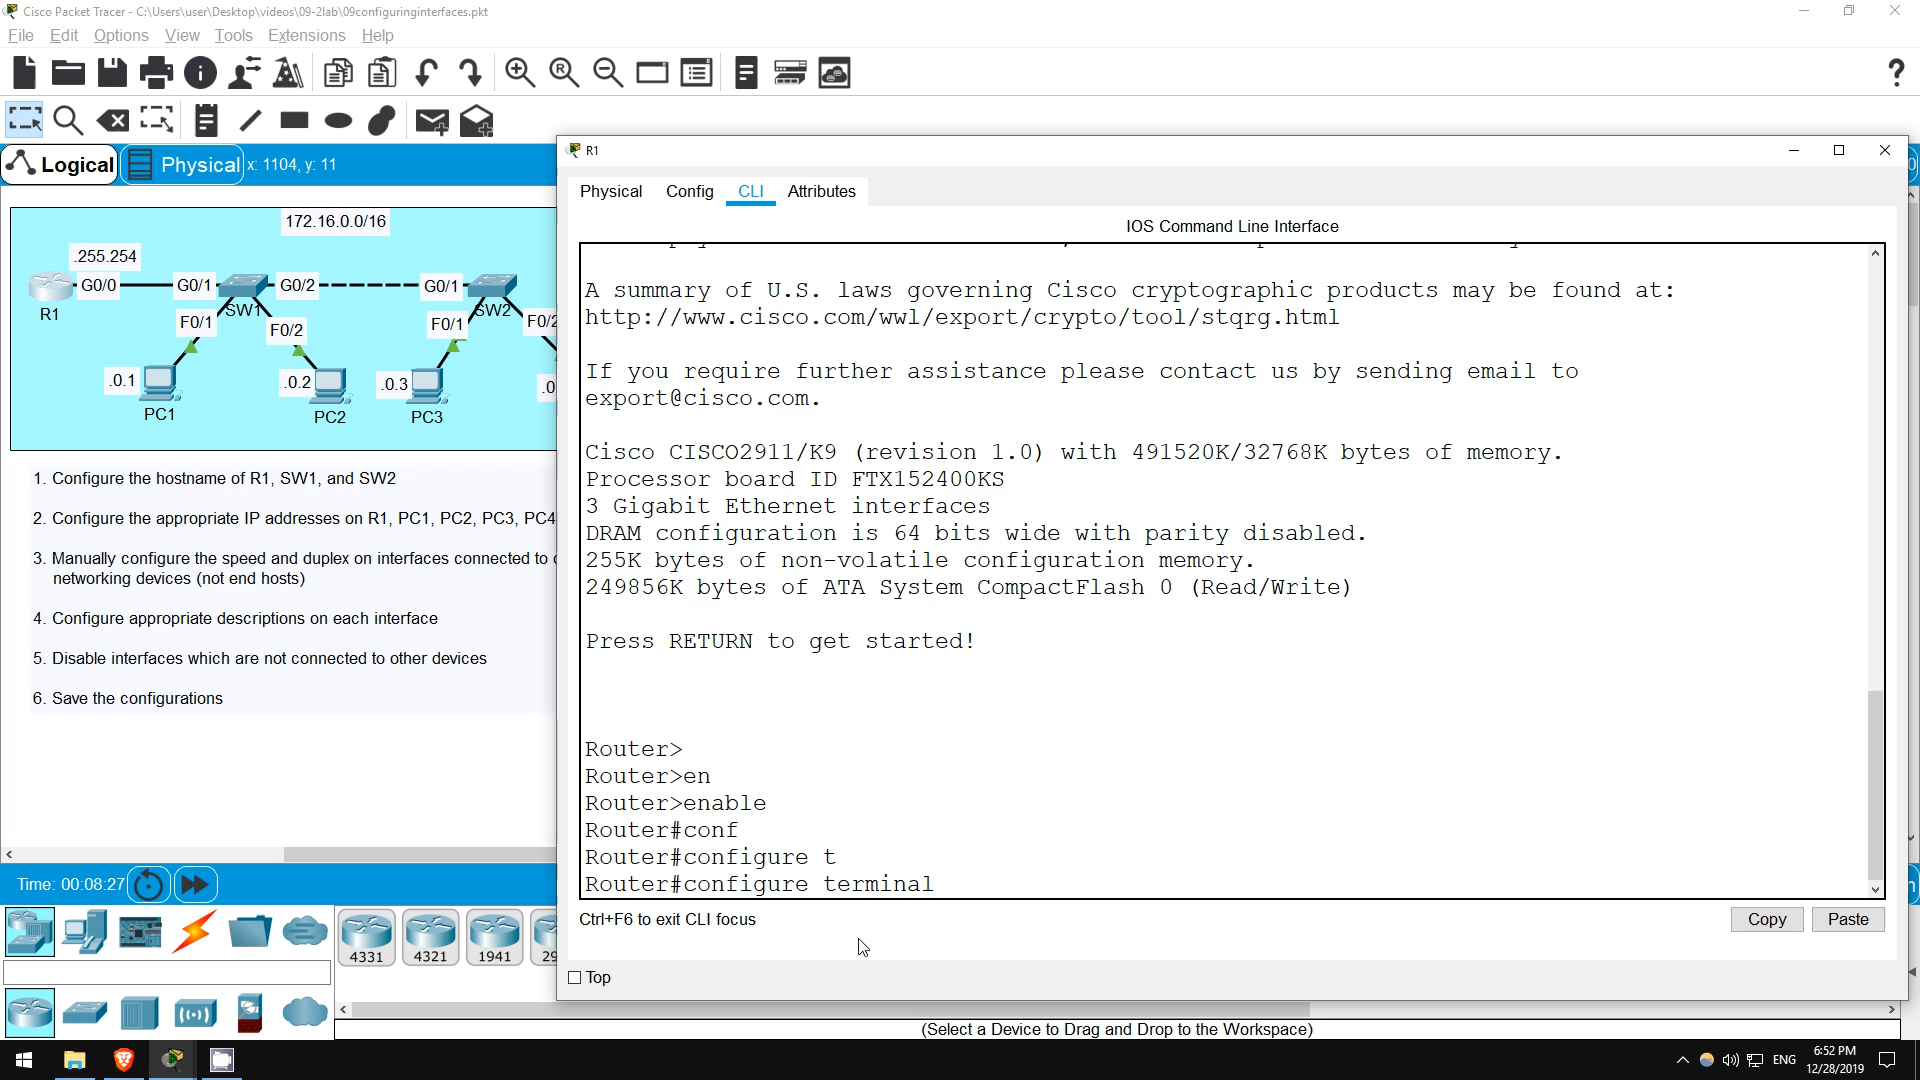 Cisco Packet Tracer - C:\Users\user\Desktop\videos\09-2lab\09configuringinterfaces.pkt
File Edit Options View Tools Extensions Help
R
?
Logical Physical x: 1104, y: 11
R1
Physical Config CLI Attributes
IOS Command Line Interface
172.16.0.0/16
.255.254
G0/0 G0/1 G0/2 G0/1
R1 SW1 SW2
F0/1 F0/2 F0/1 F0/2
.0.1 .0.2 .0.3 .0
PC1 PC2 PC3
1. Configure the hostname of R1, SW1, and SW2
2. Configure the appropriate IP addresses on R1, PC1, PC2, PC3, PC4
3. Manually configure the speed and duplex on interfaces connected to
networking devices (not end hosts)
4. Configure appropriate descriptions on each interface
5. Disable interfaces which are not connected to other devices
6. Save the configurations
A summary of U.S. laws governing Cisco cryptographic products may be found at:
http://www.cisco.com/wwl/export/crypto/tool/stqrg.html
If you require further assistance please contact us by sending email to
export@cisco.com.
Cisco CISCO2911/K9 (revision 1.0) with 491520K/32768K bytes of memory.
Processor board ID FTX152400KS
3 Gigabit Ethernet interfaces
DRAM configuration is 64 bits wide with parity disabled.
255K bytes of non-volatile configuration memory.
249856K bytes of ATA System CompactFlash 0 (Read/Write)
Press RETURN to get started!
Router>
Router>en
Router>enable
Router#conf
Router#configure t
Router#configure terminal
Ctrl+F6 to exit CLI focus
Copy Paste
Top
Time: 00:08:27
4331 4321 1941 29
(Select a Device to Drag and Drop to the Workspace)
ENG
6:52 PM
12/28/2019